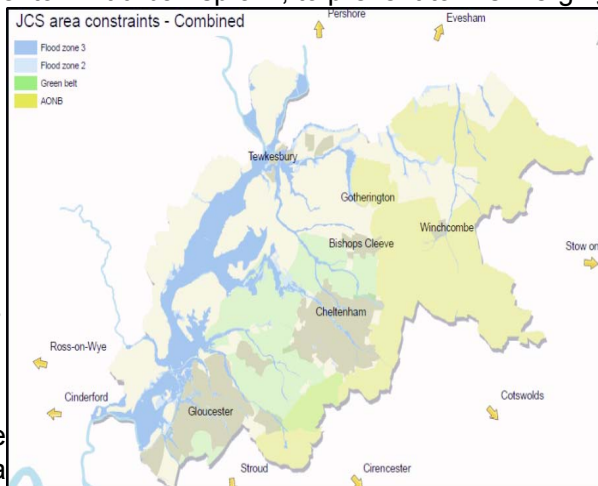 Pershore
Evesham
JCS area constraints - Combined
Flood zone 3
Flood zone 2
Green belt
AONB
Tewkesbury
Gotherington
Winchcombe
Bishops Cleeve
Stow on
Cheltenham
Ross-on-Wye
Cinderford
Cotswolds
Gloucester
Stroud
Cirencester